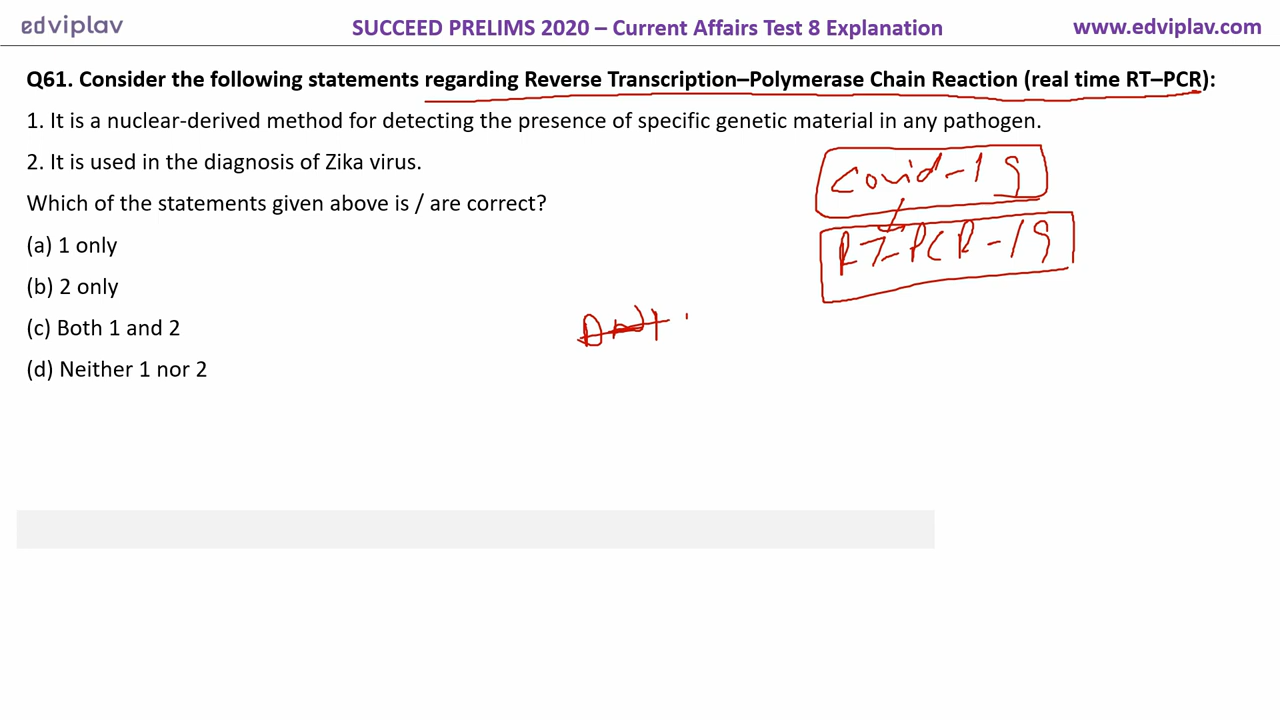 edviplav
SUCCEED PRELIMS 2020 – Current Affairs Test 8 Explanation
www.edviplav.com
Q61. Consider the following statements regarding Reverse Transcription–Polymerase Chain Reaction (real time RT–PCR):
1. It is a nuclear-derived method for detecting the presence of specific genetic material in any pathogen.
2. It is used in the diagnosis of Zika virus.
Which of the statements given above is / are correct?
(a) 1 only
(b) 2 only
(c) Both 1 and 2
(d) Neither 1 nor 2
Covid-19
RT-PCR-19